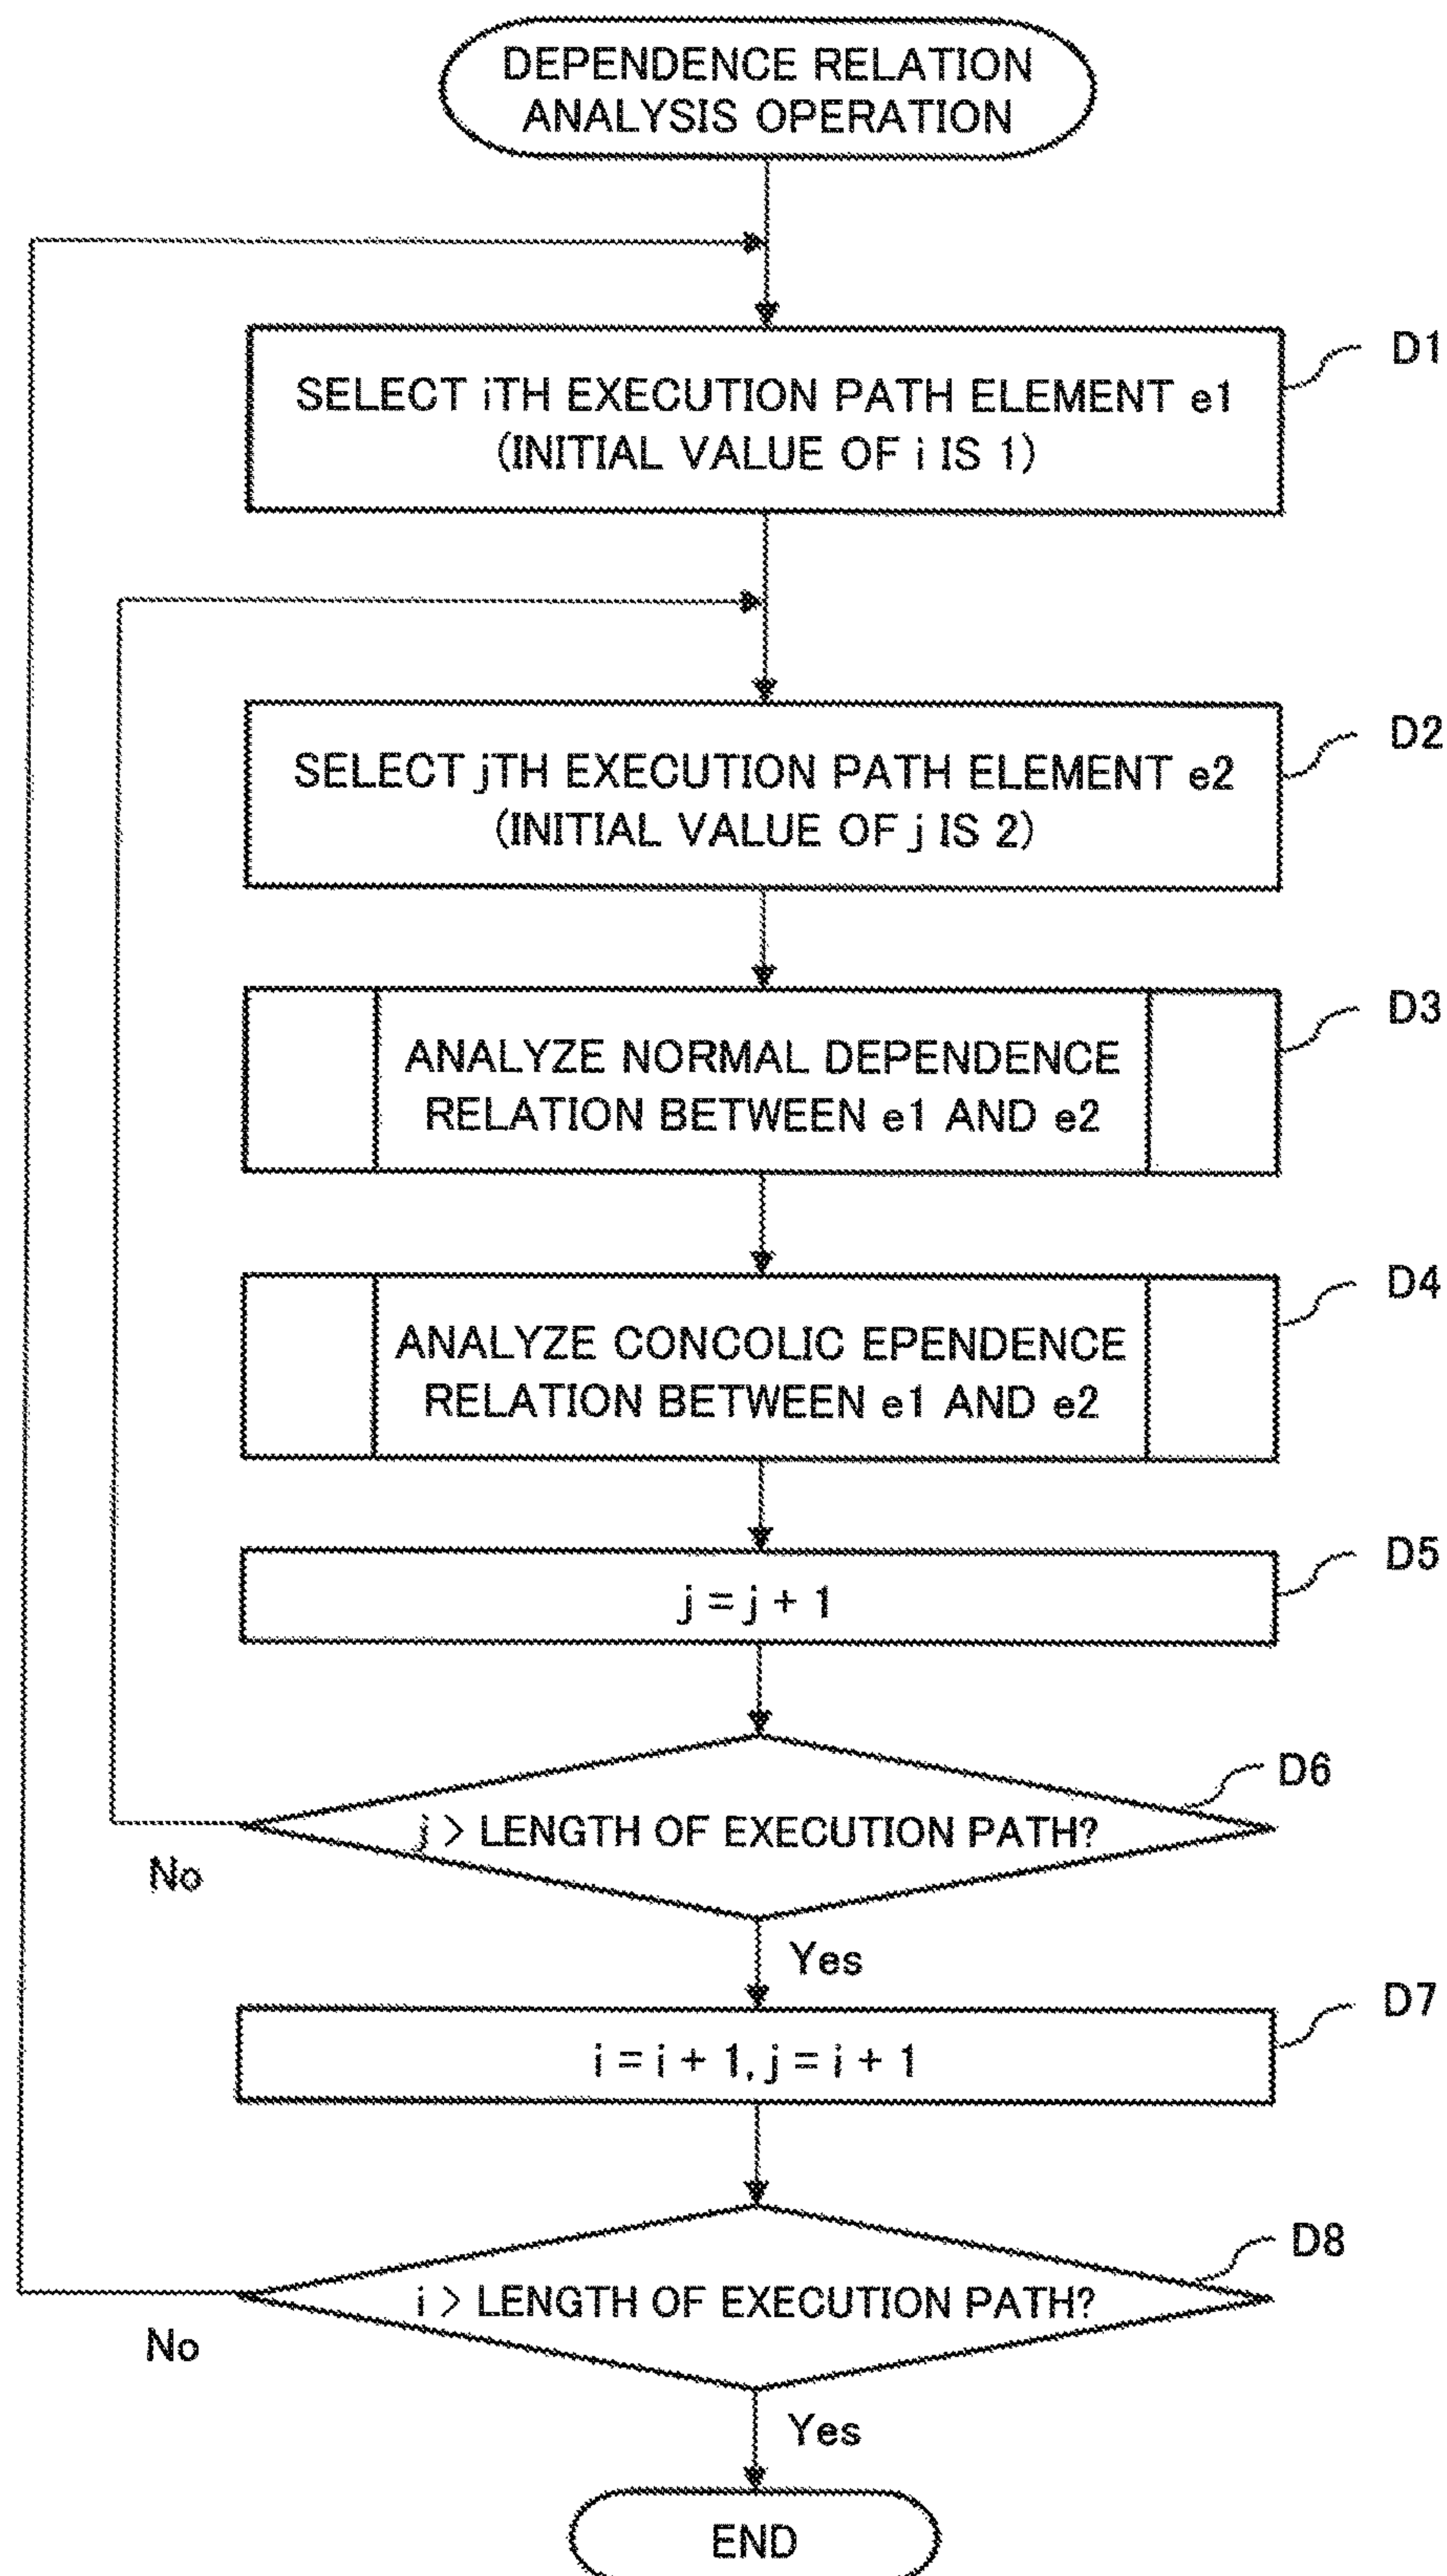 DEPENDENCE RELATION
ANALYSIS OPERATION
D1
SELECT iTH EXECUTION PATH ELEMENT e1
(INITIAL VALUE OF i IS 1)
D2
SELECT jTH EXECUTION PATH ELEMENT e2
(INITIAL VALUE OF j IS 2)
D3
ANALYZE NORMAL DEPENDENCE
RELATION BETWEEN e1 AND e2
D4
ANALYZE CONCOLIC EPENDENCE
RELATION BETWEEN e1 AND e2
D5
j = j + 1
D6
j > LENGTH OF EXECUTION PATH?
No
Yes
D7
i = i + 1, j = i + 1
D8
i > LENGTH OF EXECUTION PATH?
No
Yes
END